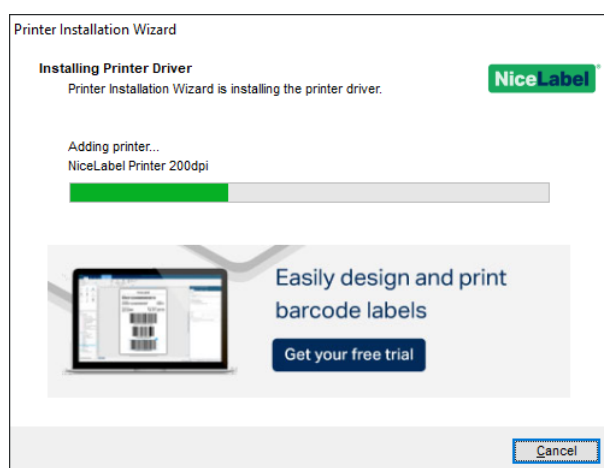 Printer Installation Wizard
Installing Printer Driver
Printer Installation Wizard is installing the printer driver.
NiceLabel
Adding printer...
NiceLabel Printer 200dpi
Easily design and print
barcode labels
Get your free trial
Cancel